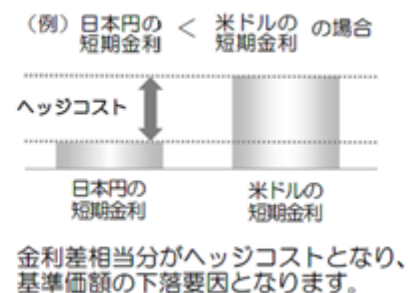 （例）日本円の短期金利 ＜ 米ドルの短期金利 の場合
ヘッジコスト
日本円の
短期金利
米ドルの
短期金利
金利差相当分がヘッジコストとなり、
基準価額の下落要因となります。